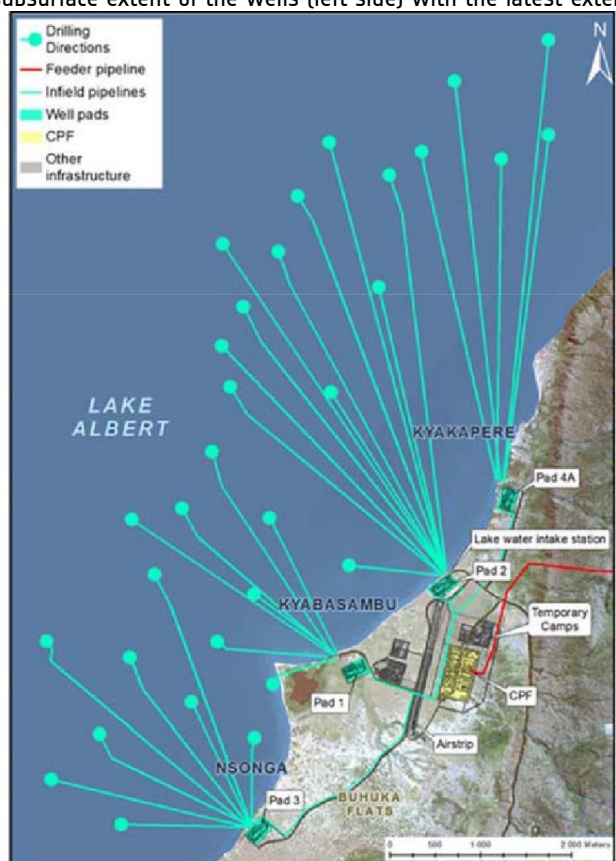 subsurface extent of the wells (left side) with the latest exte
Drilling
Directions
Feeder pipeline
Infield pipelines
Well pads
CPF
Other
infrastructure
N
LAKE
ALBERT
KYAKAPERE
Pad 4A
Lake water intake station
Pad 2
KYABASAMBU
Temporary
Camps
Pad 1
CPF
Airstrip
NSONGA
Pad 3
BUHUKA
FLATS
0 500 1 000 2 000 Meters